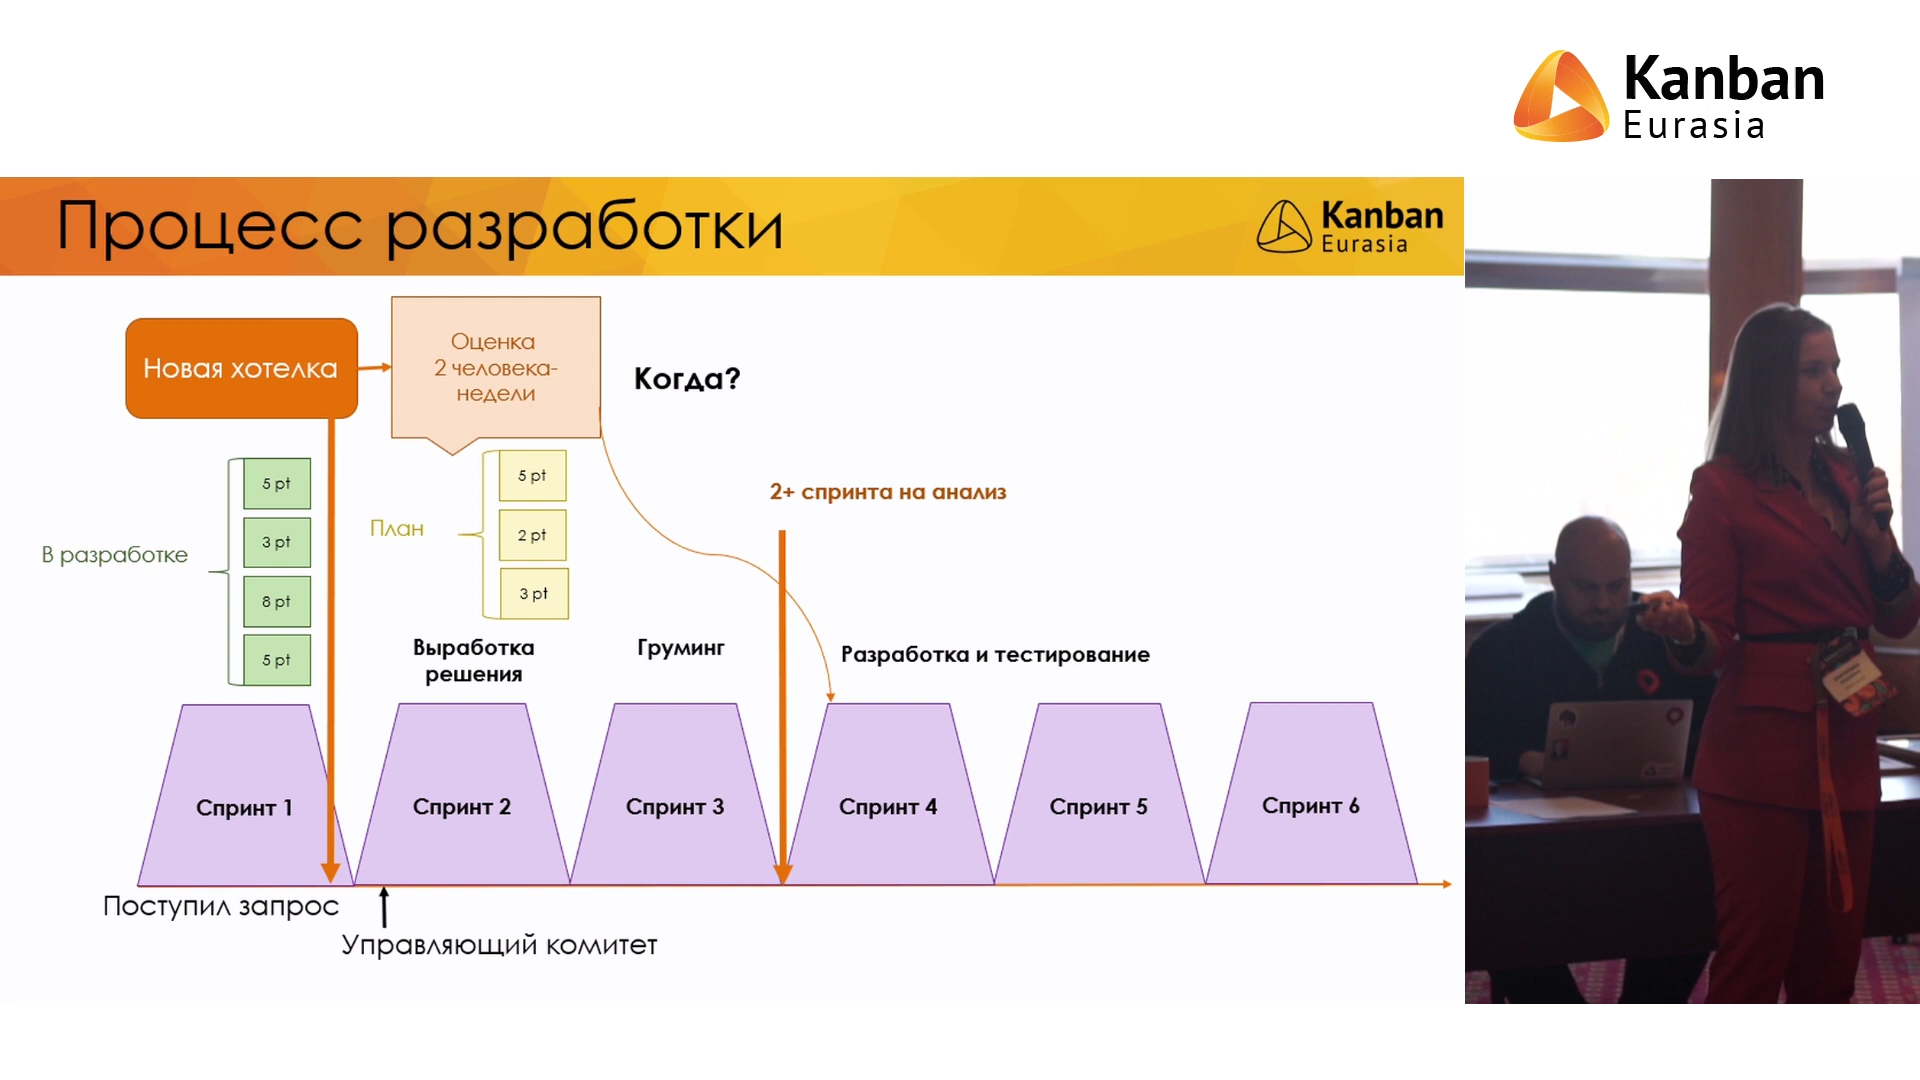 Kanban
Eurasia
Процесс разработки
Kanban
Eurasia
Новая хотелка
Оценка
2 человека-
недели
Когда?
5 pt
3 pt
8 pt
5 pt
В разработке
План
5 pt
2 pt
3 pt
2+ спринта на анализ
Выработка
решения
Груминг
Разработка и тестирование
Спринт 1
Спринт 2
Спринт 3
Спринт 4
Спринт 5
Спринт 6
Поступил запрос
Управляющий комитет